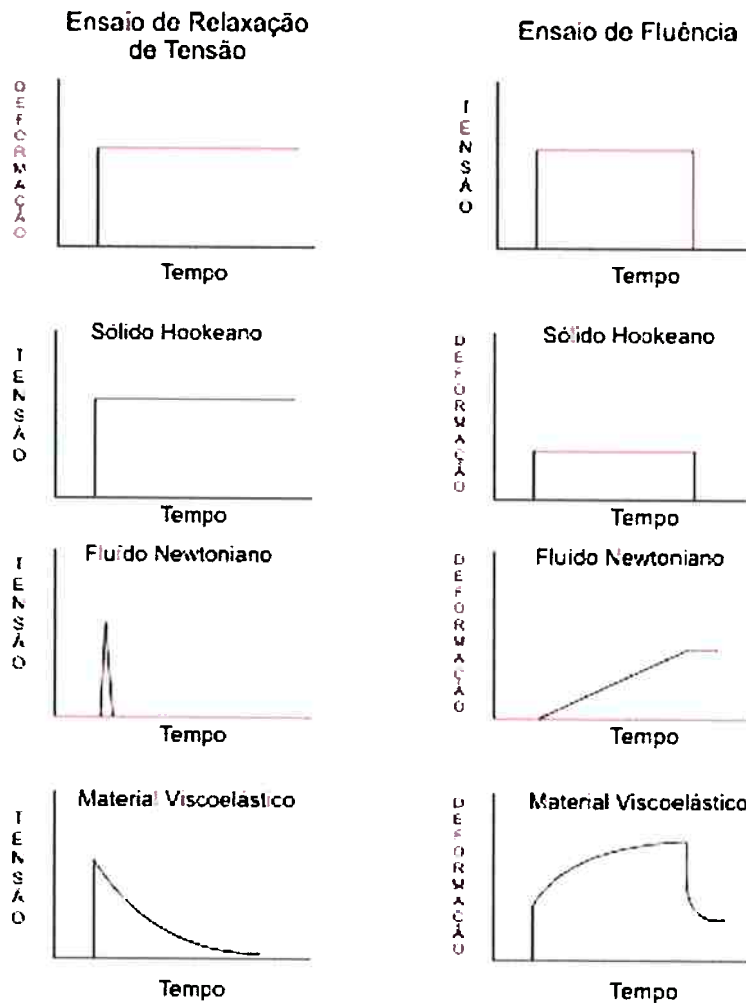 Ensaio de Relaxação
de Tensão
DEFORMAÇÃO
Tempo
Ensaio de Fluência
TENSÃO
Tempo
Sólido Hookeano
TENSÃO
Tempo
Sólido Hookeano
DEFORMAÇÃO
Tempo
Fluído Newtoniano
TENSÃO
Tempo
Fluido Newtoniano
DEFORMAÇÃO
Tempo
Material Viscoelástico
TENSÃO
Tempo
Material Viscoelástico
DEFORMAÇÃO
Tempo